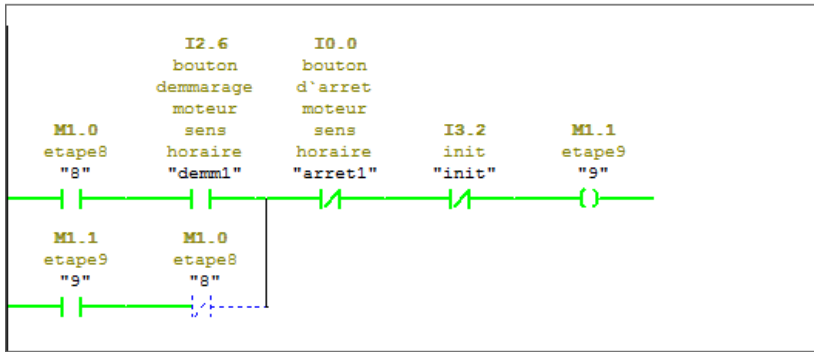 I2.6
I0.0
bouton
bouton
demmarage
d`arret
moteur
moteur
M1.0
sens
sens
I3.2
M1.1
etape8
horaire
horaire
init
etape9
"8"
"demm1"
"arret1"
"init"
"9"
M1.1
M1.0
etape9
etape8
"9"
"8"